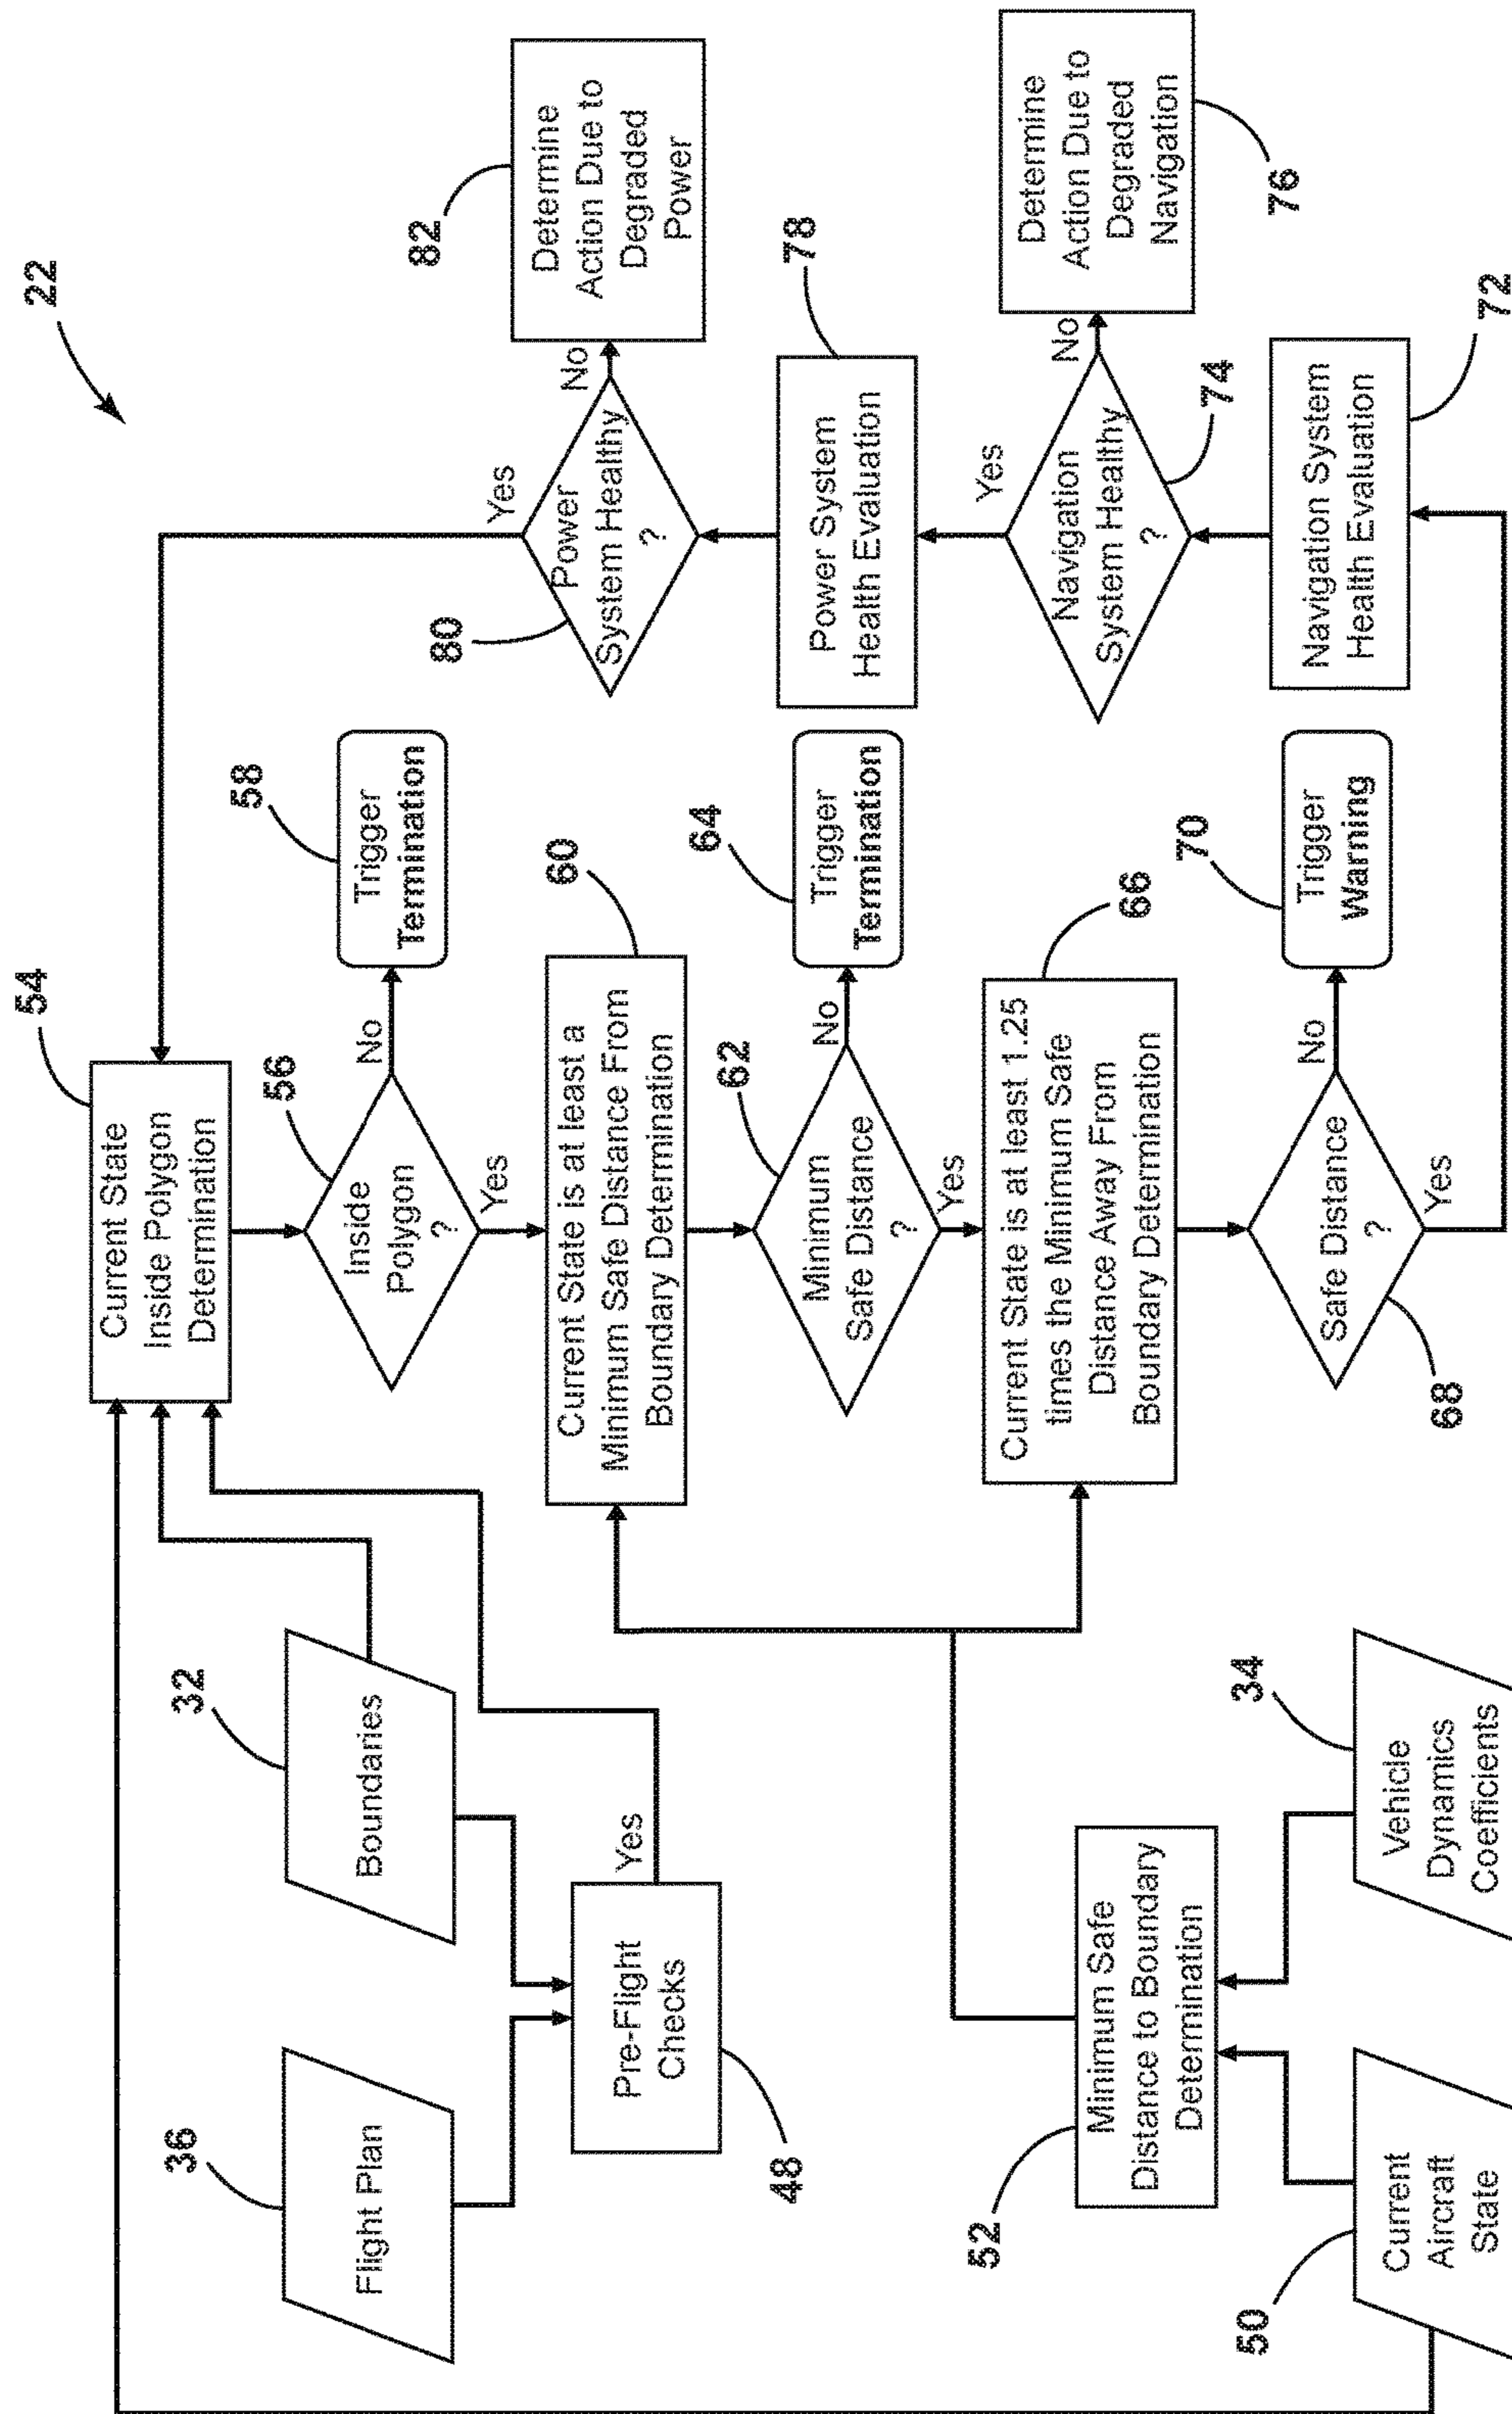 22
36
Flight Plan
32
Boundaries
48
Pre-Flight
Checks
Yes
54
Current State
Inside Polygon
Determination
56
Inside
Polygon
?
No
58
Trigger
Termination
Yes
60
Current State is at least a
Minimum Safe Distance From
Boundary Determination
62
Minimum
Safe Distance
?
No
64
Trigger
Termination
Yes
66
Current State is at least 1.25
times the Minimum Safe
Distance Away From
Boundary Determination
68
Safe Distance
?
No
70
Trigger
Warning
Yes
52
Minimum Safe
Distance to Boundary
Determination
50
Current
Aircraft
State
34
Vehicle
Dynamics
Coefficients
82
Determine
Action Due to
Degraded
Power
80
Power
System Healthy
?
No
Yes
78
Power System
Health Evaluation
76
Determine
Action Due to
Degraded
Navigation
74
Navigation
System Healthy
?
No
Yes
72
Navigation System
Health Evaluation